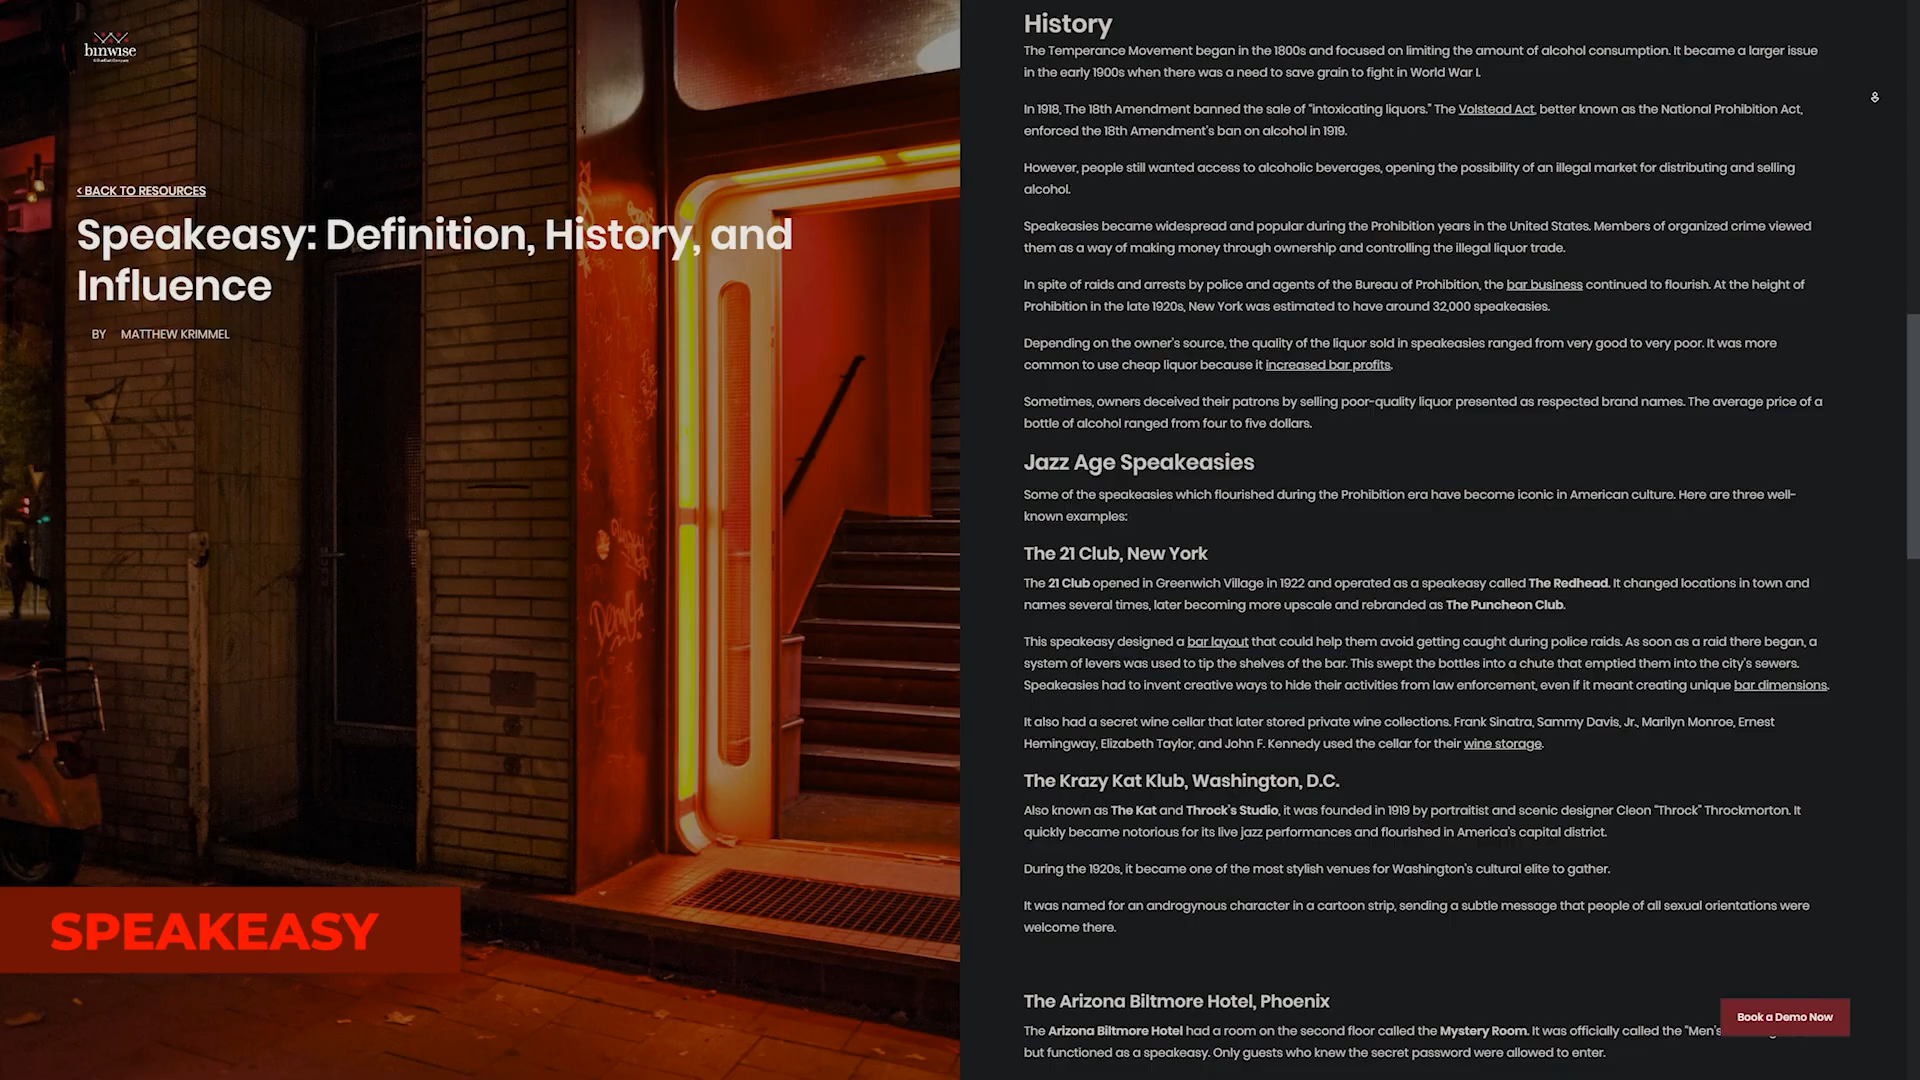 binwise
< BACK TO RESOURCES
Speakeasy: Definition, History, and
Influence
BY MATTHEW KRIMMEL
SPEAKEASY
History
The Temperance Movement began in the 1800s and focused on limiting the amount of alcohol consumption. It became a larger issue
in the early 1900s when there was a need to save grain to fight in World War I.
In 1918, The 18th Amendment banned the sale of "intoxicating liquors." The Volstead Act, better known as the National Prohibition Act,
enforced the 18th Amendment's ban on alcohol in 1919.
However, people still wanted access to alcoholic beverages, opening the possibility of an illegal market for distributing and selling
alcohol.
Speakeasies became widespread and popular during the Prohibition years in the United States. Members of organized crime viewed
them as a way of making money through ownership and controlling the illegal liquor trade.
In spite of raids and arrests by police and agents of the Bureau of Prohibition, the bar business continued to flourish. At the height of
Prohibition in the late 1920s, New York was estimated to have around 32,000 speakeasies.
Depending on the owner's source, the quality of the liquor sold in speakeasies ranged from very good to very poor. It was more
common to use cheap liquor because it increased bar profits.
Sometimes, owners deceived their patrons by selling poor-quality liquor presented as respected brand names. The average price of a
bottle of alcohol ranged from four to five dollars.
Jazz Age Speakeasies
Some of the speakeasies which flourished during the Prohibition era have become iconic in American culture. Here are three well-
known examples:
The 21 Club, New York
The 21 Club opened in Greenwich Village in 1922 and operated as a speakeasy called The Redhead. It changed locations in town and
names several times, later becoming more upscale and rebranded as The Puncheon Club.
This speakeasy designed a bar layout that could help them avoid getting caught during police raids. As soon as a raid there began, a
system of levers was used to tip the shelves of the bar. This swept the bottles into a chute that emptied them into the city's sewers.
Speakeasies had to invent creative ways to hide their activities from law enforcement, even if it meant creating unique bar dimensions.
It also had a secret wine cellar that later stored private wine collections. Frank Sinatra, Sammy Davis, Jr., Marilyn Monroe, Ernest
Hemingway, Elizabeth Taylor, and John F. Kennedy used the cellar for their wine storage.
The Krazy Kat Klub, Washington, D.C.
Also known as The Kat and Throck's Studio, it was founded in 1919 by portraitist and scenic designer Cleon "Throck" Throckmorton. It
quickly became notorious for its live jazz performances and flourished in America's capital district.
During the 1920s, it became one of the most stylish venues for Washington's cultural elite to gather.
It was named for an androgynous character in a cartoon strip, sending a subtle message that people of all sexual orientations were
welcome there.
The Arizona Biltmore Hotel, Phoenix
The Arizona Biltmore Hotel had a room on the second floor called the Mystery Room. It was officially called the "Men's
but functioned as a speakeasy. Only guests who knew the secret password were allowed to enter.
Book a Demo Now